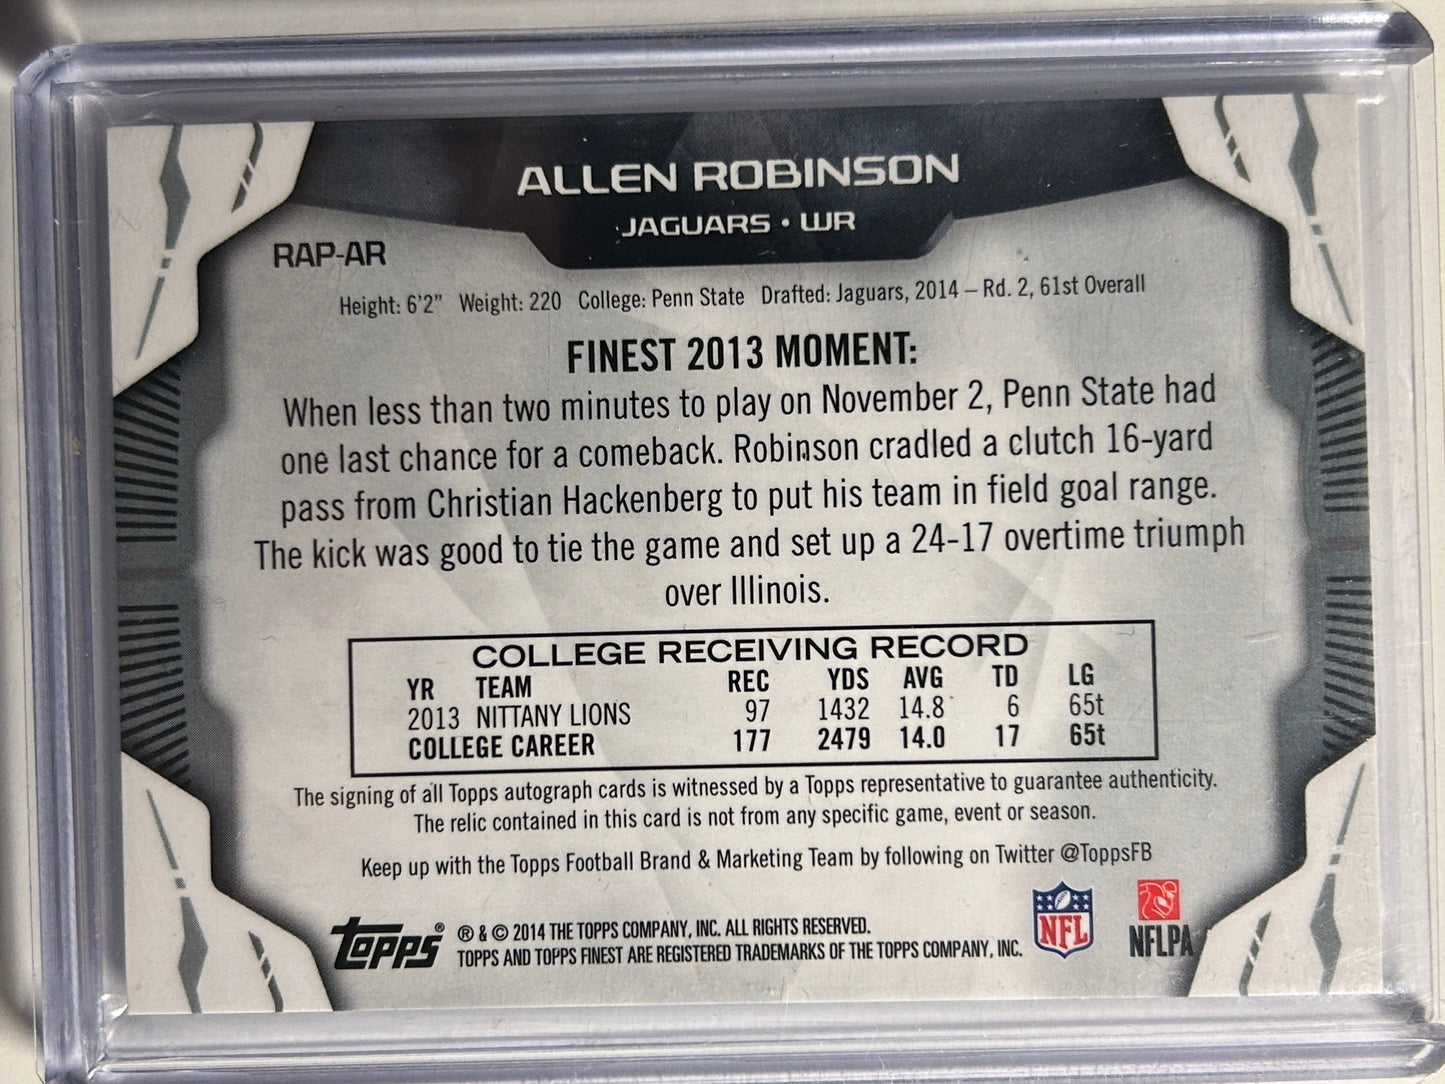 ALLEN ROBINSON
JAGUARS • WR
RAP-AR
Height: 6'2" Weight: 220 College: Penn State Drafted: Jaguars, 2014 – Rd. 2, 61st Overall
FINEST 2013 MOMENT:
When less than two minutes to play on November 2, Penn State had
one last chance for a comeback. Robinson cradled a clutch 16-yard
pass from Christian Hackenberg to put his team in field goal range.
The kick was good to tie the game and set up a 24-17 overtime triumph
over Illinois.
COLLEGE RECEIVING RECORD
YR TEAM REC YDS AVG TD LG
2013 NITTANY LIONS 97 1432 14.8 6 65t
COLLEGE CAREER 177 2479 14.0 17 65t
The signing of all Topps autograph cards is witnessed by a Topps representative to guarantee authenticity.
The relic contained in this card is not from any specific game, event or season.
Keep up with the Topps Football Brand & Marketing Team by following on Twitter @ToppsFB
topps® ® & © 2014 THE TOPPS COMPANY, INC. ALL RIGHTS RESERVED.
TOPPS AND TOPPS FINEST ARE REGISTERED TRADEMARKS OF THE TOPPS COMPANY, INC.
NFL
NFLPA